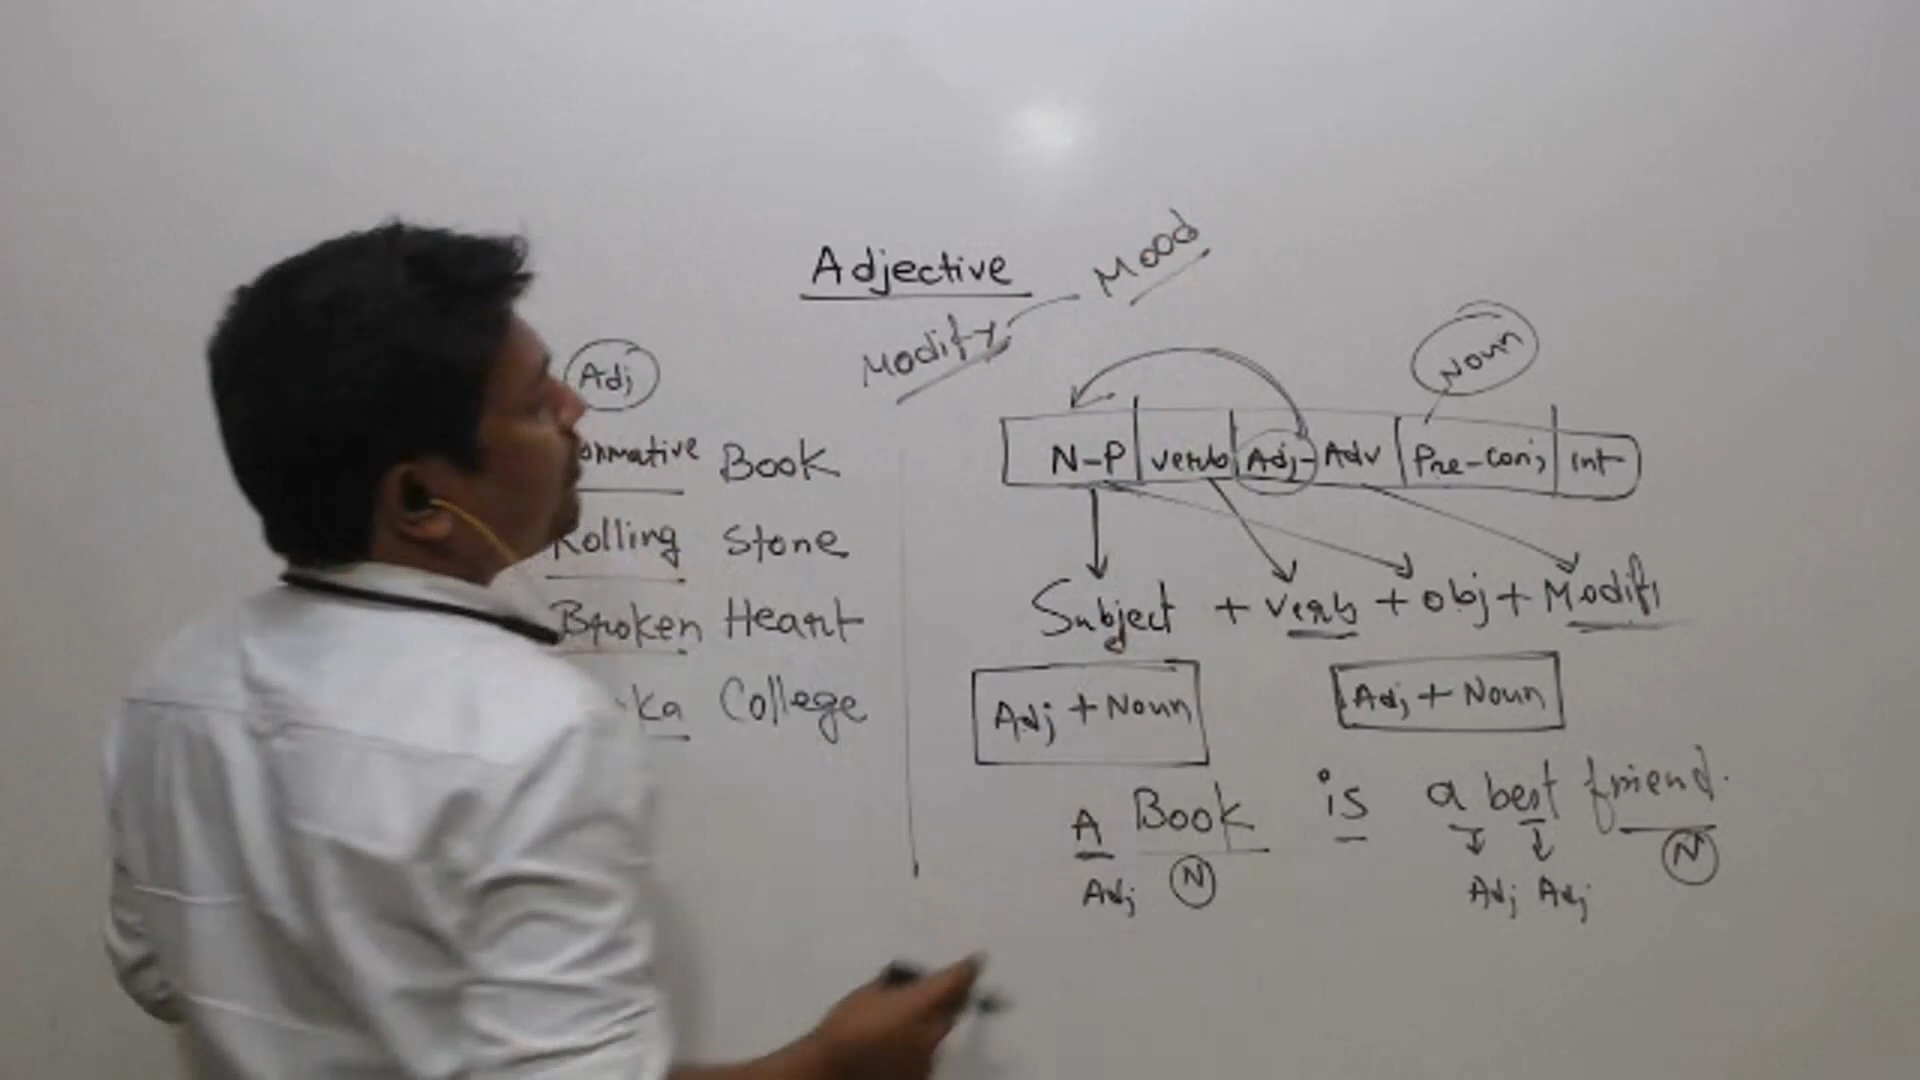 Adjective
Mood
Modify
Noun
Adj
N-P verb Adj- Adv Pre-conj Int
ormative Book
Rolling Stone
Broken Heart
ka College
Subject + verb + obj + Modifi
Adj + Noun
Adj + Noun
A Book is a best friend.
Adj N Adj Adj N